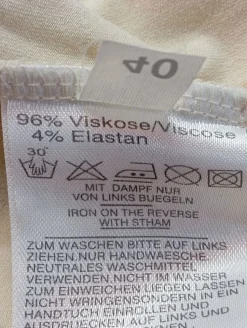 40
96% Viskose/Viscose
4% Elastan
30°
MIT DAMPF NUR
VON LINKS BUEGELN
IRON ON THE REVERSE
WITH STHAM
ZUM WASCHEN BITTE AUF LINKS
ZIEHEN.NUR HANDWAESCHE.
NEUTRALES WASCHMITTEL
VERWENDEN.NICHT IM WASSER
ZUM EINWEICHEN LIEGEN LASSEN
NICHT WRINGENSONDERN IN EIN
HANDTUCH EINROLLEN UND
AUSDRUECKEN AUF LINKS UND